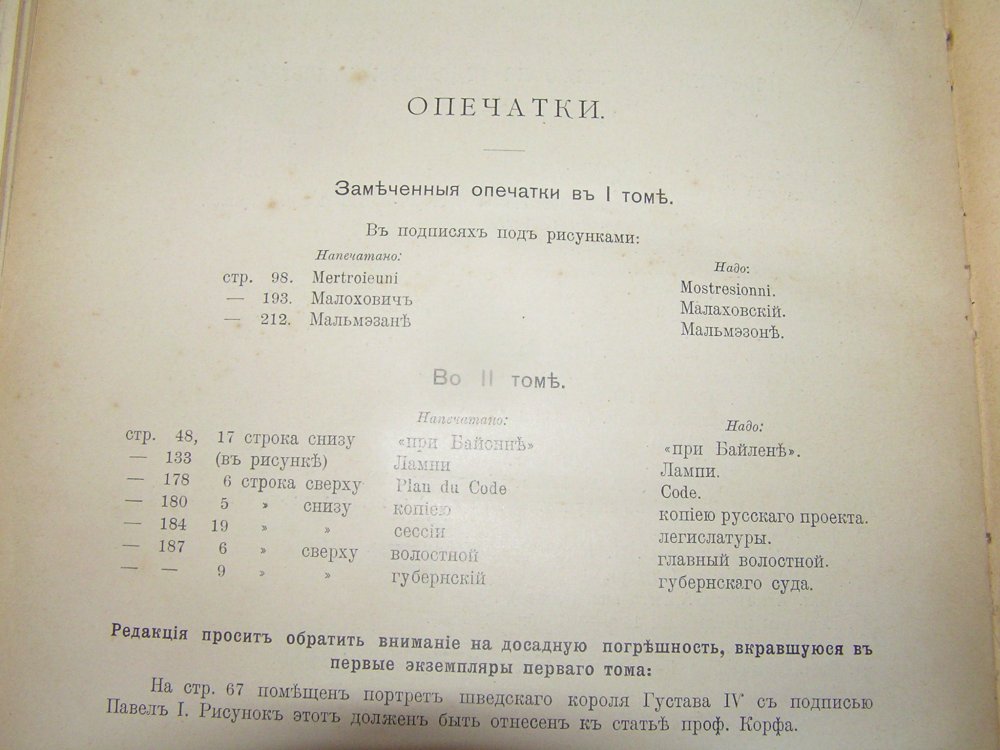 ОПЕЧАТКИ.
Замѣченныя опечатки въ I томѣ.
Въ подписяхъ подъ рисунками:
Напечатано: Надо:
стр. 98. Mertroieuni Mostresionni.
— 193. Малоховичъ Малаховскій.
— 212. Мальмэзанѣ Мальмэзонѣ.
Во II томѣ.
Напечатано: Надо:
стр. 48, 17 строка снизу «при Байоннѣ» «при Байленѣ».
— 133 (въ рисункѣ) Лампи Лампи.
— 178 6 строка сверху Plan du Code Code.
— 180 5 » снизу копіею копіею русскаго проекта.
— 184 19 » » сессіи легислатуры.
— 187 6 » сверху волостной главный волостной.
— — 9 » » губернскій губернскаго суда.
Редакція проситъ обратить вниманіе на досадную погрѣшность, вкравшуюся въ
первые экземпляры перваго тома:
На стр. 67 помѣщенъ портретъ шведскаго короля Густава IV съ подписью
Павелъ I. Рисунокъ этотъ долженъ быть отнесенъ къ статьѣ проф. Корфа.